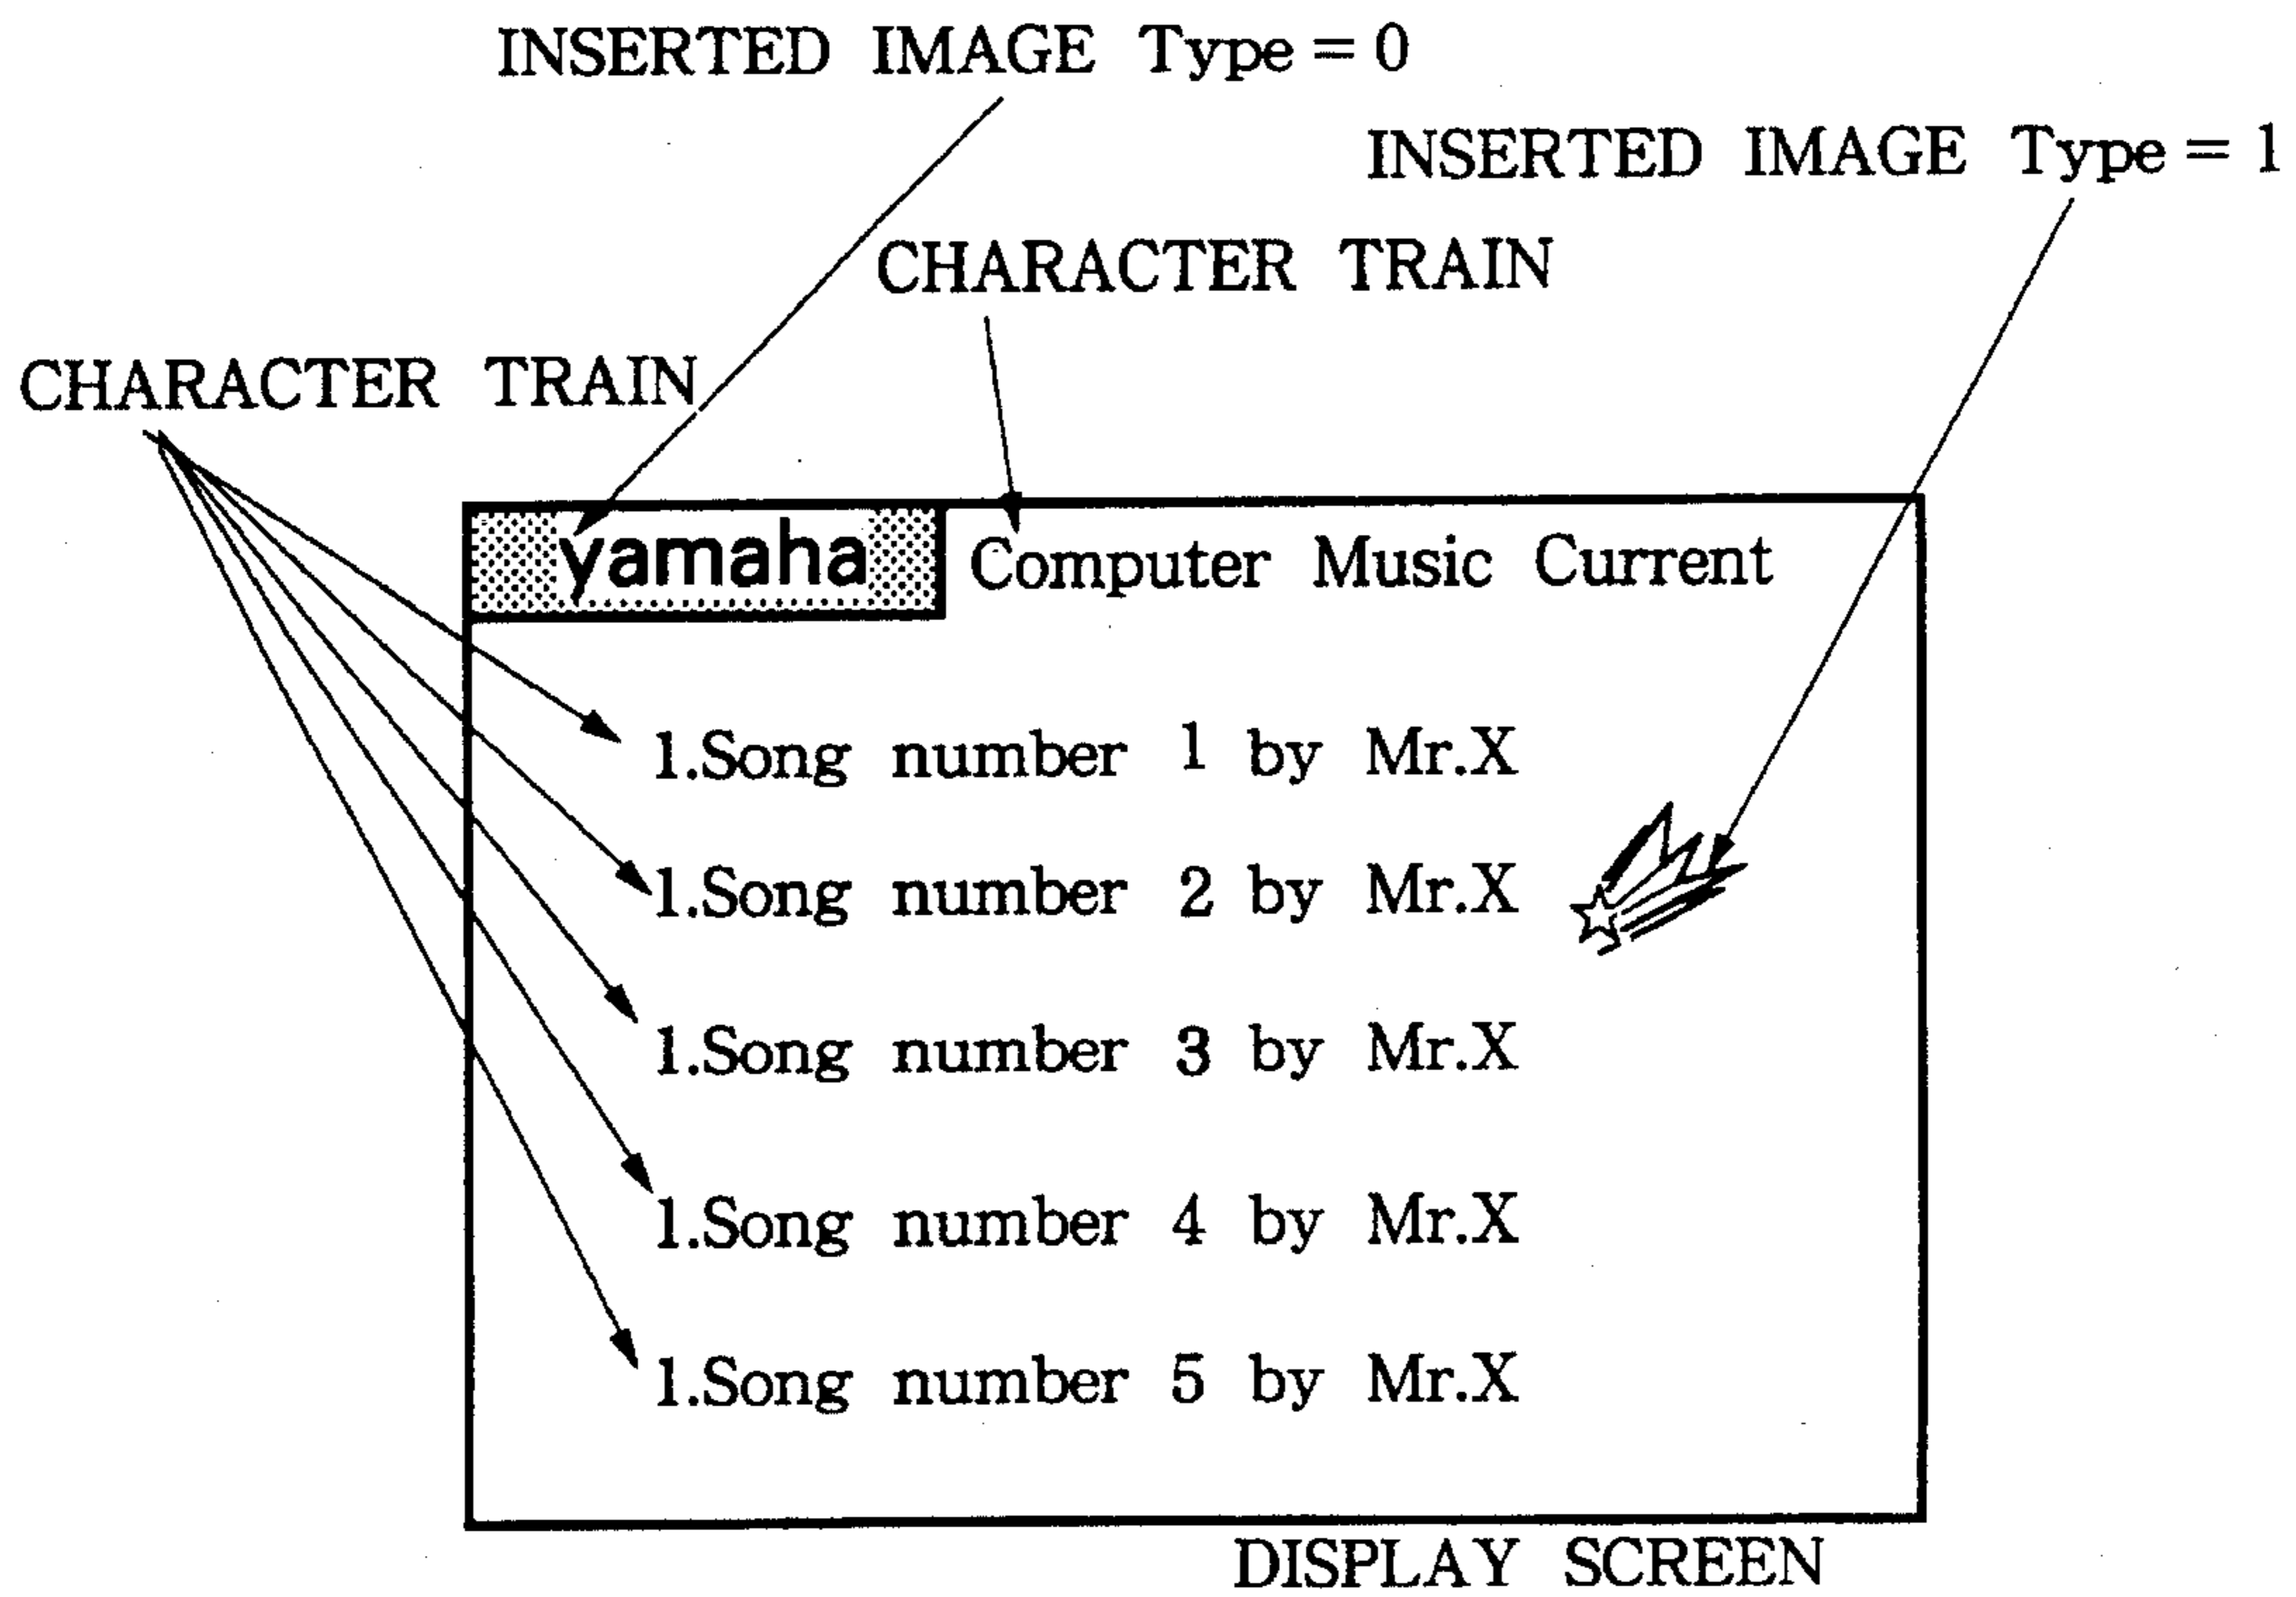 INSERTED IMAGE Type = 0
INSERTED IMAGE Type = 1
CHARACTER TRAIN
CHARACTER TRAIN
yamaha Computer Music Current
1.Song number 1 by Mr.X
1.Song number 2 by Mr.X
1.Song number 3 by Mr.X
1.Song number 4 by Mr.X
1.Song number 5 by Mr.X
DISPLAY SCREEN